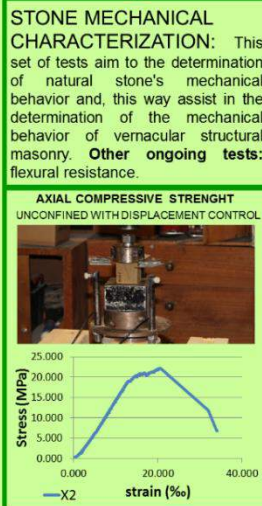 STONE MECHANICAL
CHARACTERIZATION: This
set of tests aim to the determination
of natural stone's mechanical
behavior and, this way assist in the
determination of the mechanical
behavior of vernacular structural
masonry. Other ongoing tests:
flexural resistance.
AXIAL COMPRESSIVE STRENGHT
UNCONFINED WITH DISPLACEMENT CONTROL
Stress (MPa)
25.000
20.000
15.000
10.000
5.000
0.000
0.000 20.000 40.000
X2 strain (‰)